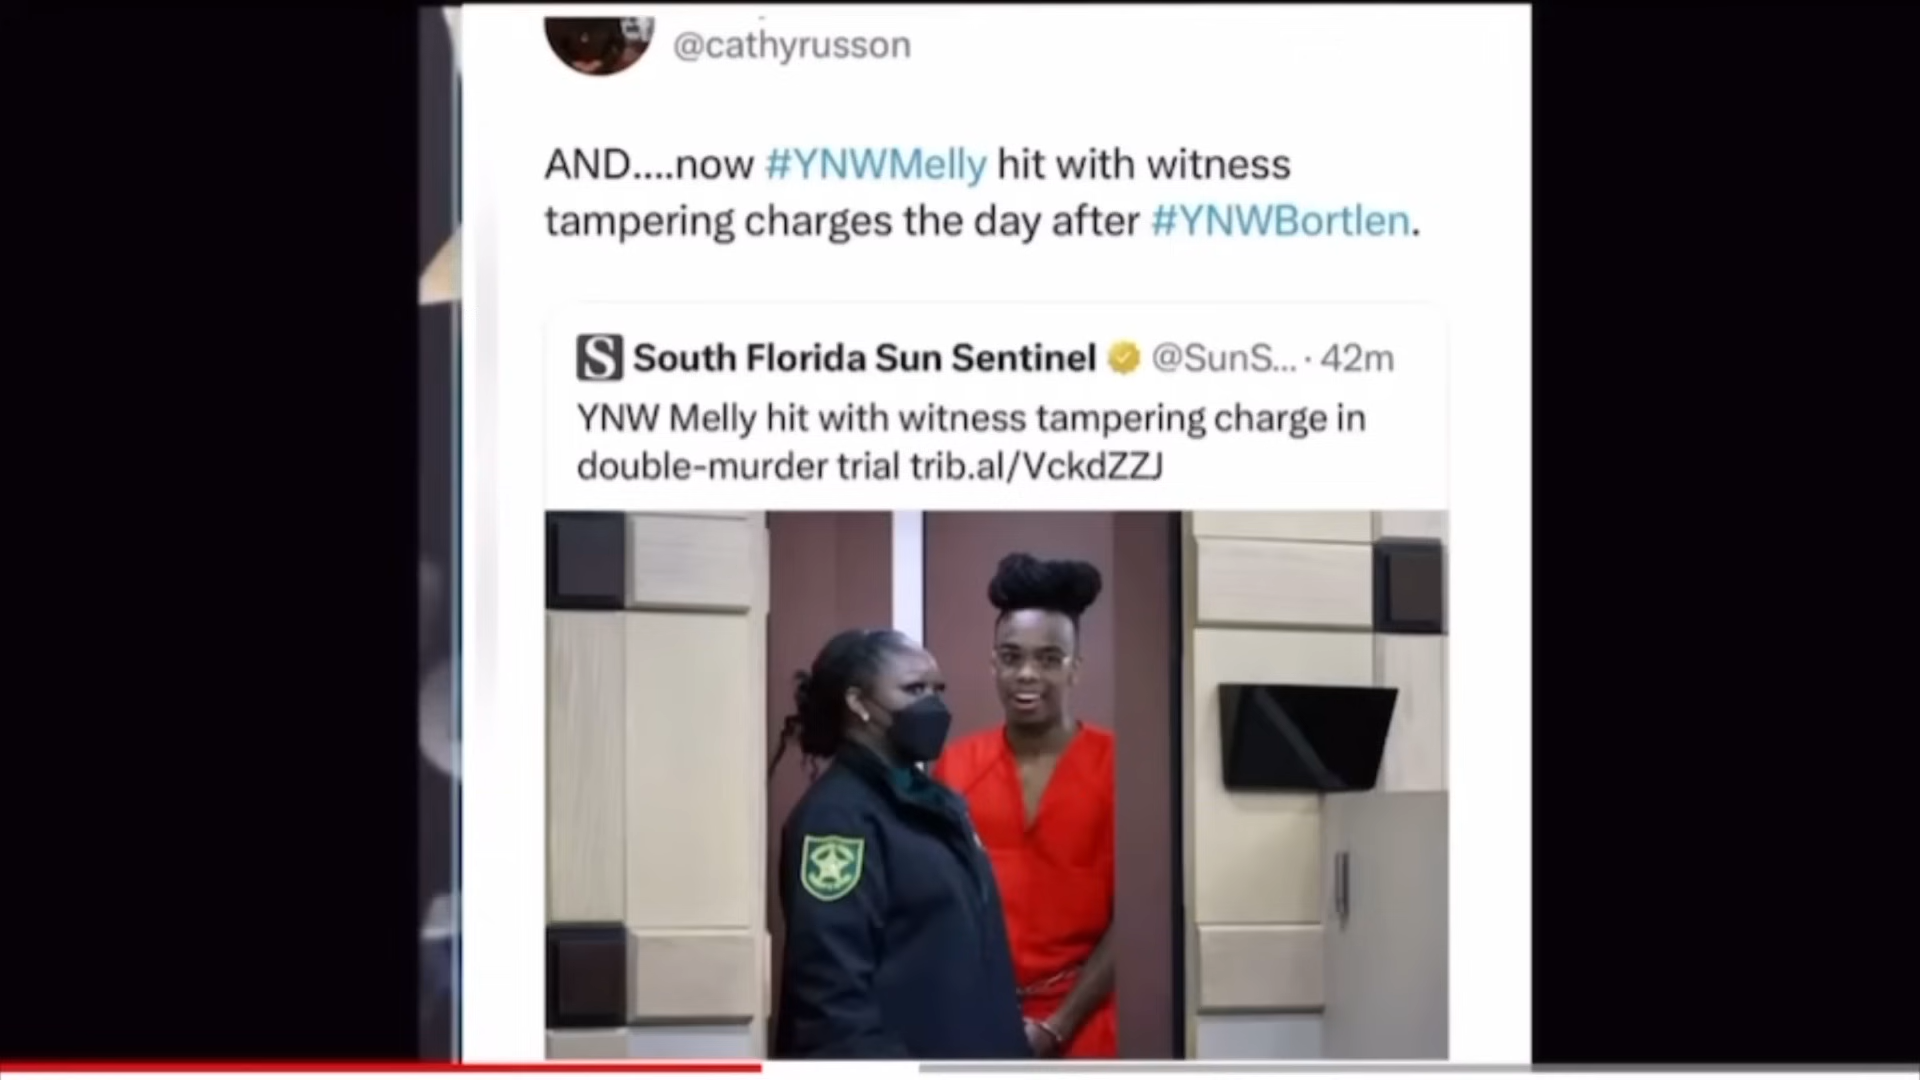 @cathyrusson
AND....now #YNWMelly hit with witness
tampering charges the day after #YNWBortlen.
S South Florida Sun Sentinel @SunS... · 42m
YNW Melly hit with witness tampering charge in
double-murder trial trib.al/VckdZZJ